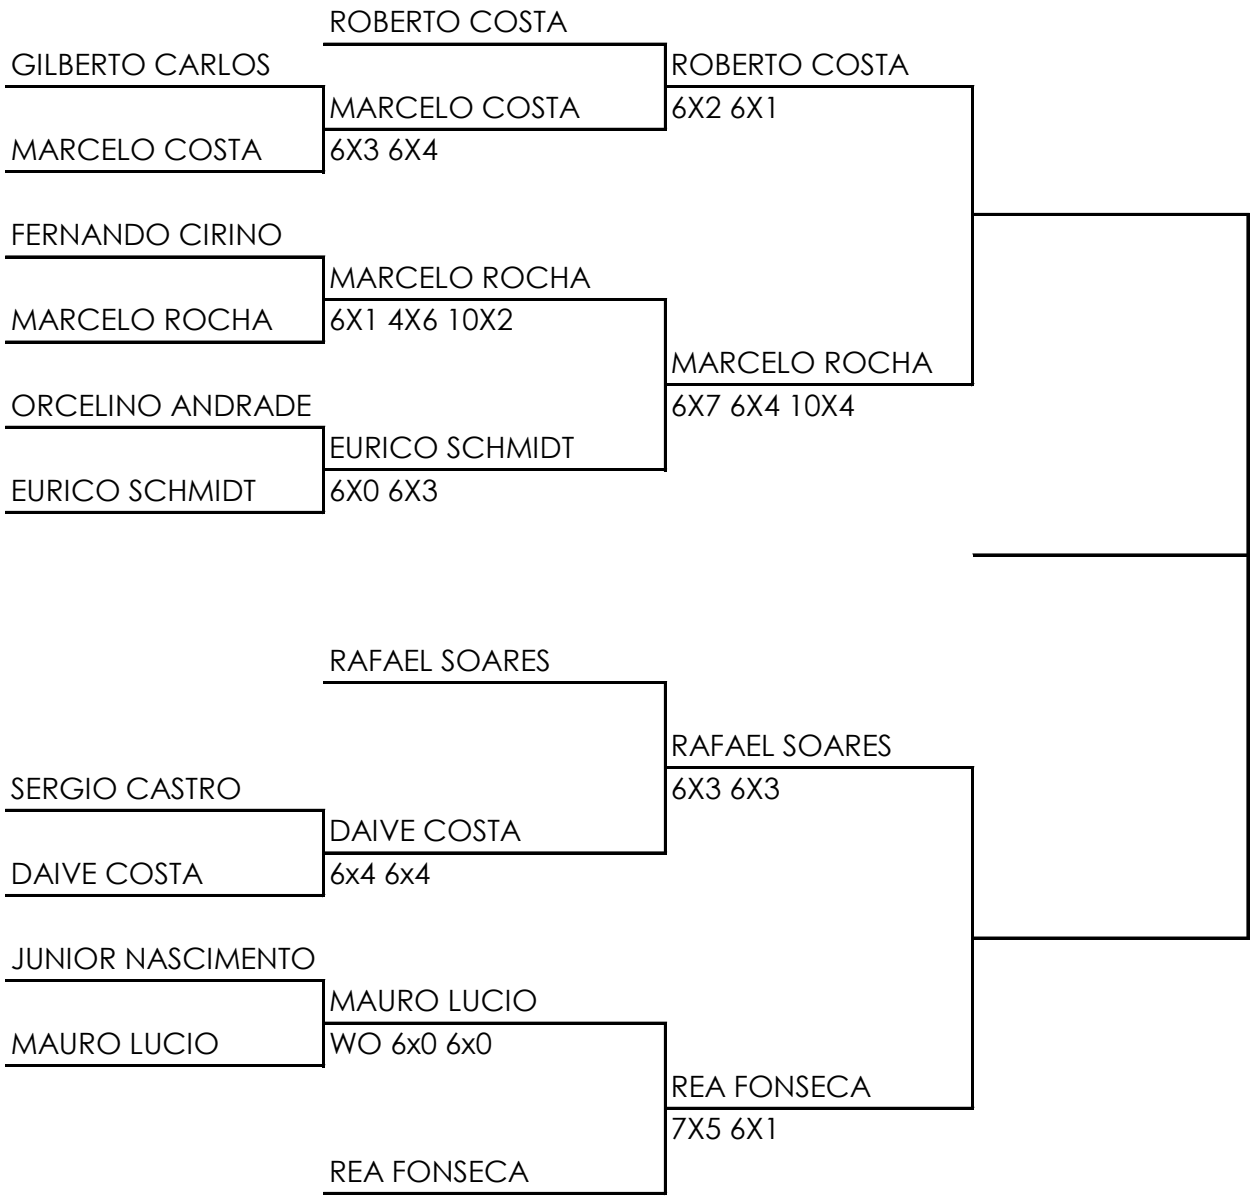 ROBERTO COSTA
GILBERTO CARLOS
ROBERTO COSTA
MARCELO COSTA
6X2 6X1
MARCELO COSTA
6X3 6X4
FERNANDO CIRINO
MARCELO ROCHA
MARCELO ROCHA
6X1 4X6 10X2
MARCELO ROCHA
ORCELINO ANDRADE
6X7 6X4 10X4
EURICO SCHMIDT
EURICO SCHMIDT
6X0 6X3
RAFAEL SOARES
RAFAEL SOARES
SERGIO CASTRO
6X3 6X3
DAIVE COSTA
DAIVE COSTA
6x4 6x4
JUNIOR NASCIMENTO
MAURO LUCIO
MAURO LUCIO
WO 6x0 6x0
REA FONSECA
7X5 6X1
REA FONSECA